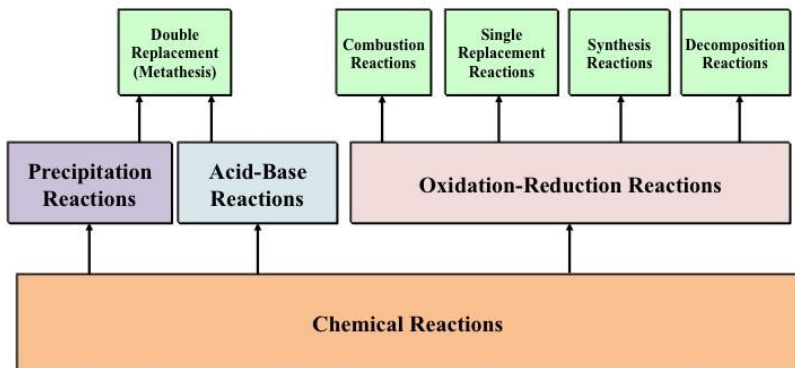 Double
Replacement
(Metathesis)
Combustion
Reactions
Single
Replacement
Reactions
Synthesis
Reactions
Decomposition
Reactions
Precipitation
Reactions
Acid-Base
Reactions
Oxidation-Reduction Reactions
Chemical Reactions